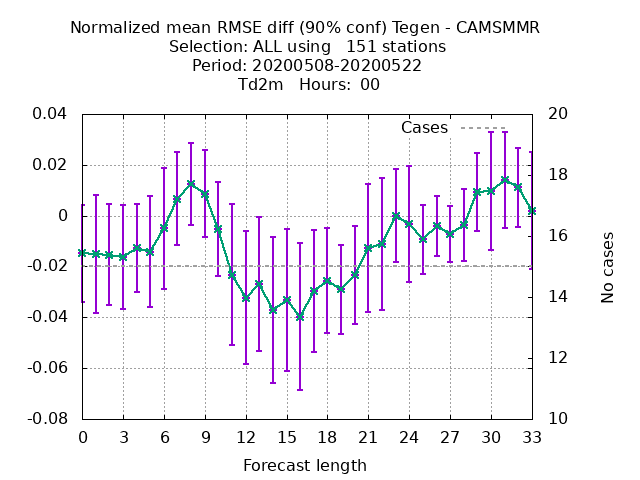 Normalized mean RMSE diff (90% conf) Tegen - CAMSMMR
Selection: ALL using   151 stations
Period: 20200508-20200522
Td2m   Hours:  00
0.04
0.02
0
-0.02
-0.04
-0.06
-0.08
Cases
20
18
16
14
12
10
No cases
0 3 6 9 12 15 18 21 24 27 30 33
Forecast length